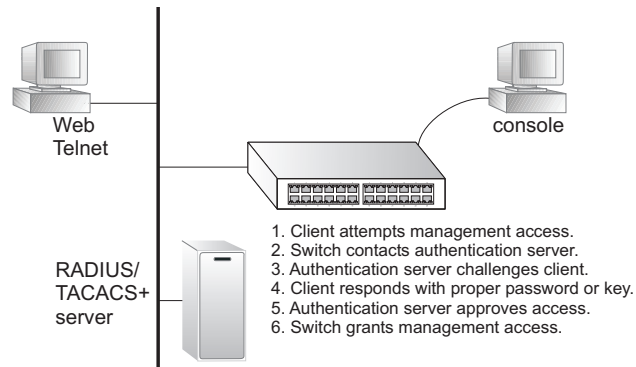 Web
Telnet
console
RADIUS/
TACACS+
server
1. Client attempts management access.
2. Switch contacts authentication server.
3. Authentication server challenges client.
4. Client responds with proper password or key.
5. Authentication server approves access.
6. Switch grants management access.